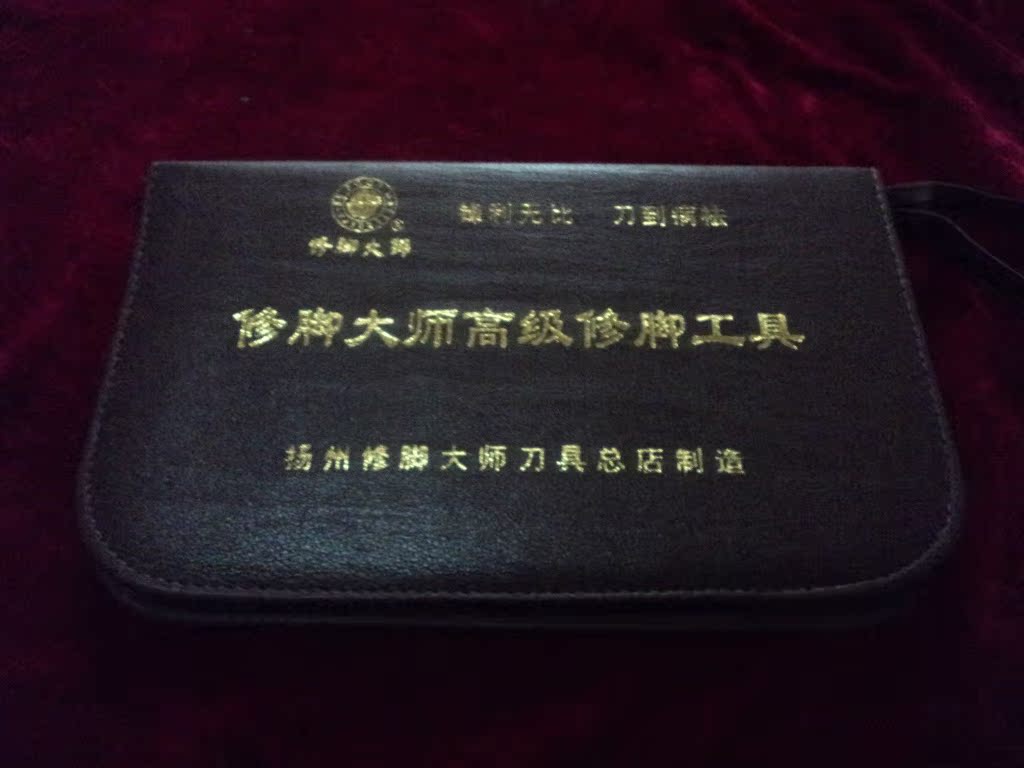 修脚大师
锋利无比 刀到病祛
修脚大师高级修脚工具
扬州修脚大师刀具总店制造